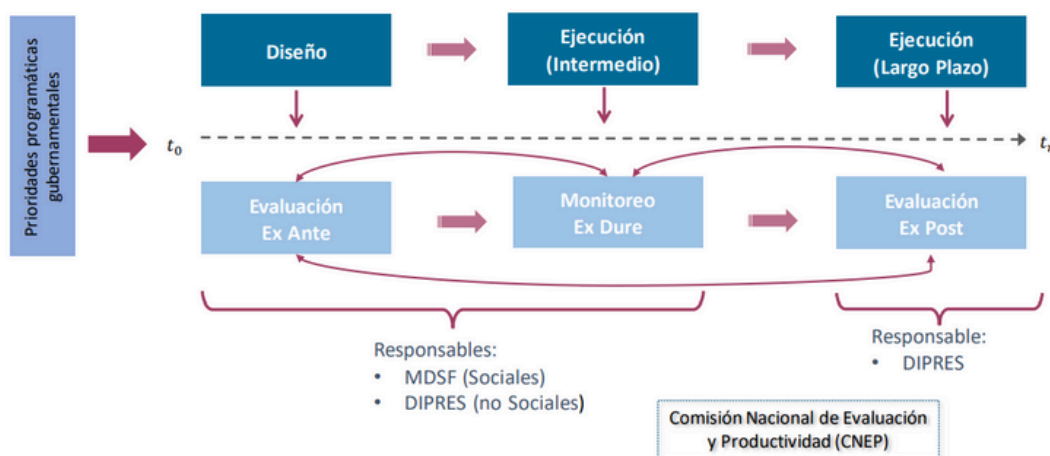 Prioridades programáticas
gubernamentales
Diseño
Ejecución
(Intermedio)
Ejecución
(Largo Plazo)
t₀
Evaluación
Ex Ante
Monitoreo
Ex Dure
Evaluación
Ex Post
Responsables:
• MDSF (Sociales)
• DIPRES (no Sociales)
Responsable:
• DIPRES
Comisión Nacional de Evaluación
y Productividad (CNEP)